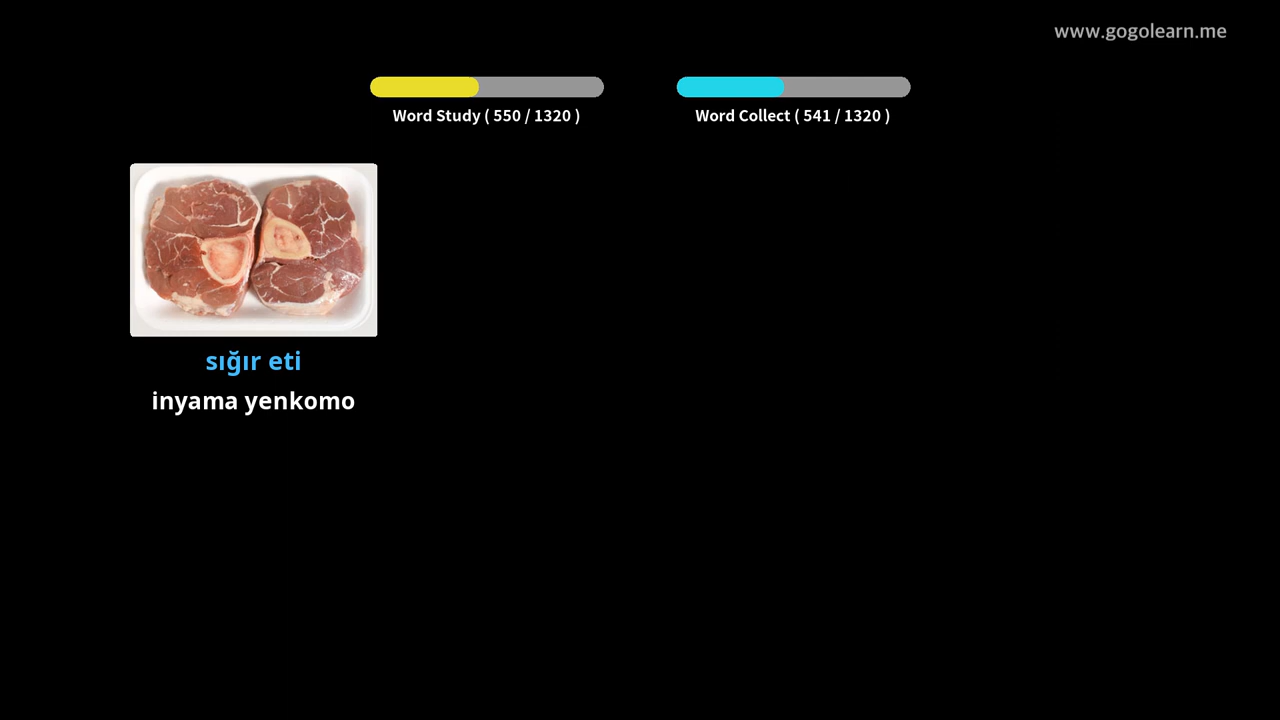 www.gogolearn.me
Word Study ( 550 / 1320 )
Word Collect ( 541 / 1320 )
sığır eti
inyama yenkomo